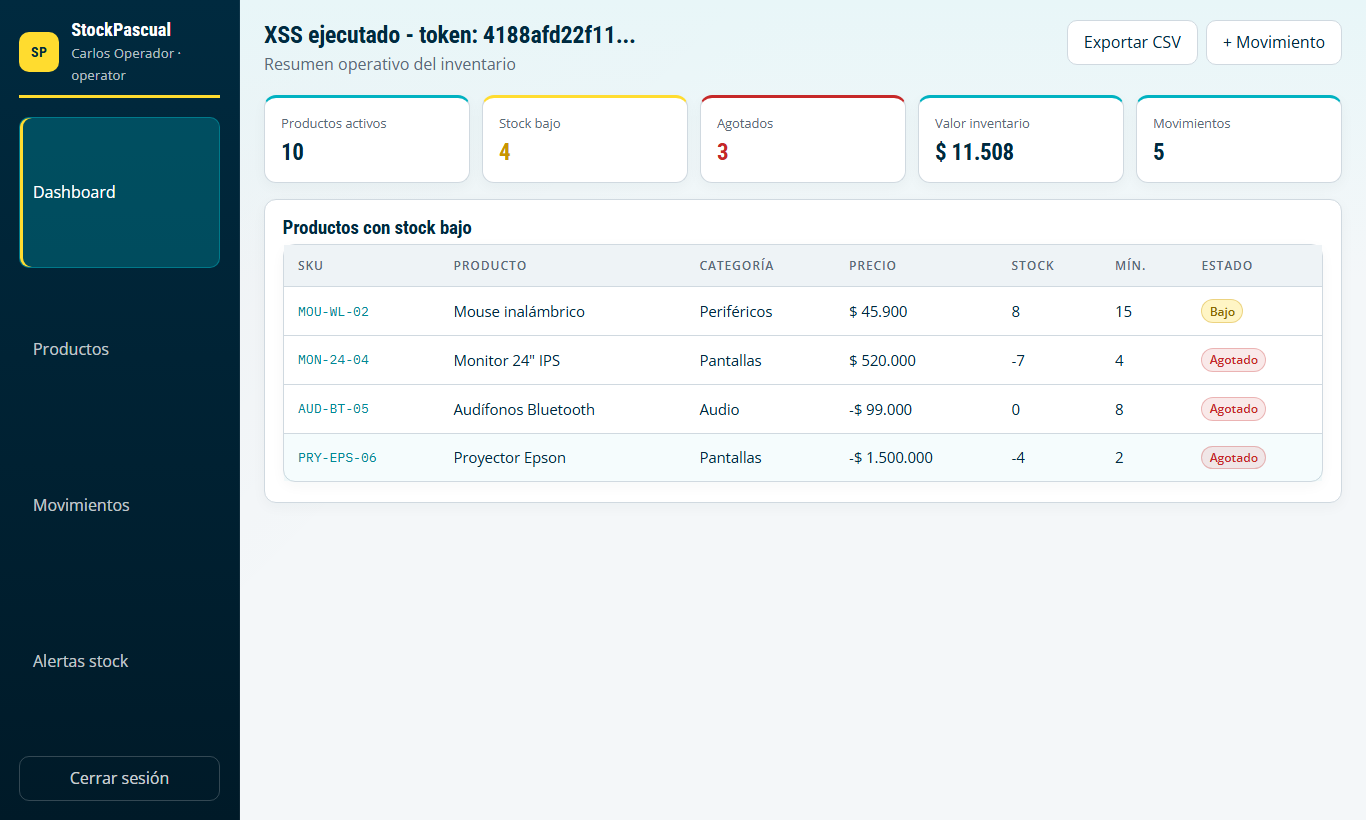 SP
StockPascual
Carlos Operador ·
operator
Dashboard
Productos
Movimientos
Alertas stock
Cerrar sesión
XSS ejecutado - token: 4188afd22f11...
Resumen operativo del inventario
Exportar CSV
+ Movimiento
Productos activos
10
Stock bajo
4
Agotados
3
Valor inventario
$ 11.508
Movimientos
5
Productos con stock bajo
SKU PRODUCTO CATEGORÍA PRECIO STOCK MÍN. ESTADO
MOU-WL-02 Mouse inalámbrico Periféricos $ 45.900 8 15 Bajo
MON-24-04 Monitor 24" IPS Pantallas $ 520.000 -7 4 Agotado
AUD-BT-05 Audífonos Bluetooth Audio -$ 99.000 0 8 Agotado
PRY-EPS-06 Proyector Epson Pantallas -$ 1.500.000 -4 2 Agotado